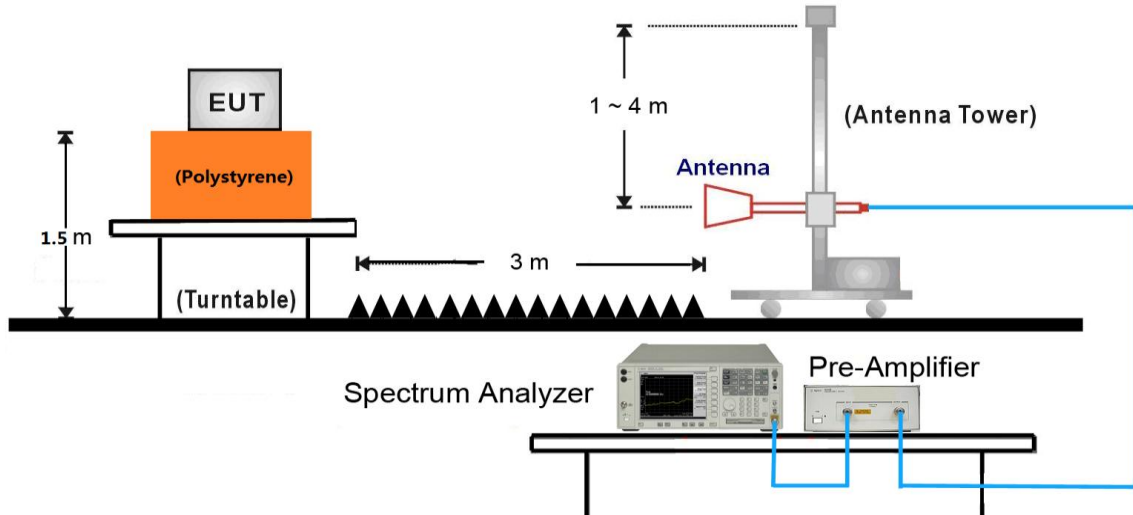 EUT
1 ~ 4 m
(Antenna Tower)
(Polystyrene)
Antenna
1.5 m
3 m
(Turntable)
Spectrum Analyzer
Pre-Amplifier